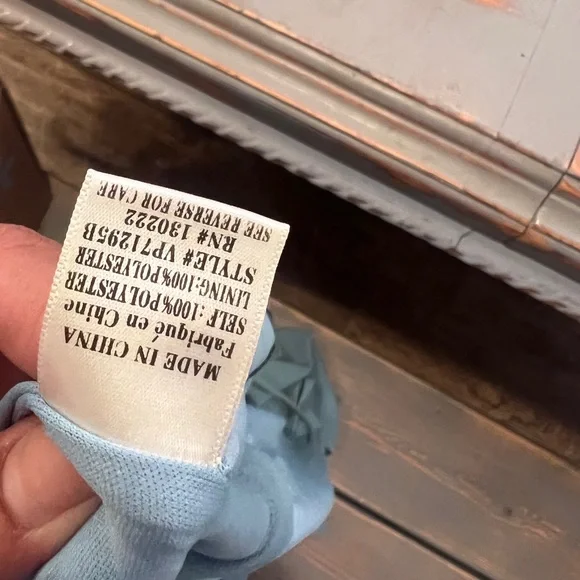 MADE IN CHINA
Fabriqué en Chine
SELF :100%POLYESTER
LINING:100%POLYESTER
STYLE# VP71295B
RN# 130222
SEE REVERSE FOR CARE